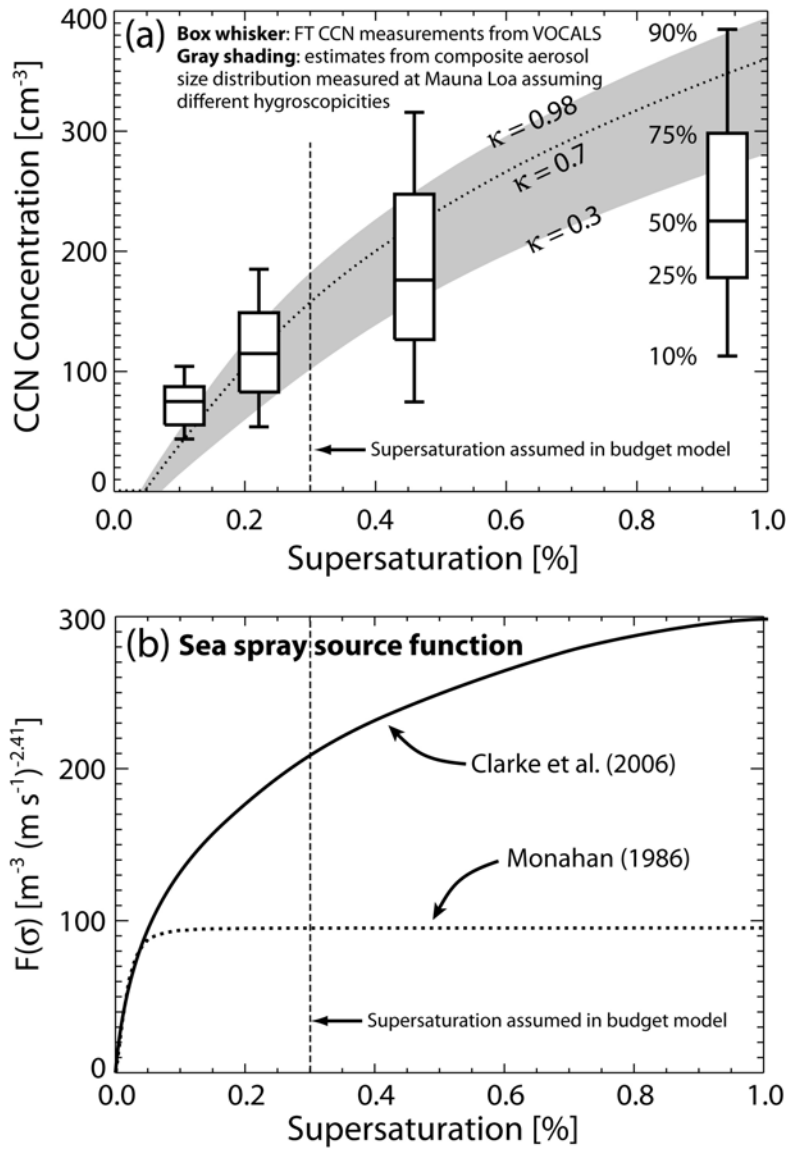 (a) Box whisker: FT CCN measurements from VOCALS
Gray shading: estimates from composite aerosol
size distribution measured at Mauna Loa assuming
different hygroscopicities
CCN Concentration [cm⁻³]
400
300
200
100
0
κ = 0.98
κ = 0.7
κ = 0.3
90%
75%
50%
25%
10%
Supersaturation assumed in budget model
0.0 0.2 0.4 0.6 0.8 1.0
Supersaturation [%]
(b) Sea spray source function
F(σ) [m⁻³ (m s⁻¹)⁻²·⁴¹]
300
200
100
0
Clarke et al. (2006)
Monahan (1986)
Supersaturation assumed in budget model
0.0 0.2 0.4 0.6 0.8 1.0
Supersaturation [%]